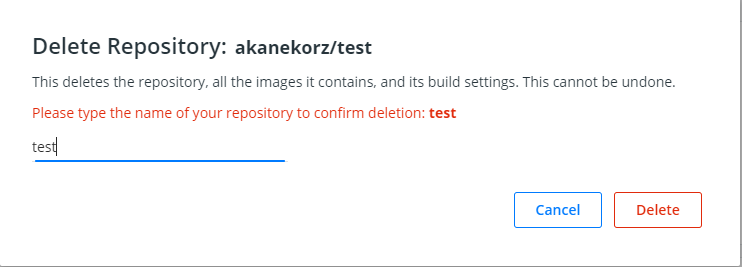 Delete Repository: akanekorz/test
This deletes the repository, all the images it contains, and its build settings. This cannot be undone.
Please type the name of your repository to confirm deletion: test
test
Cancel Delete